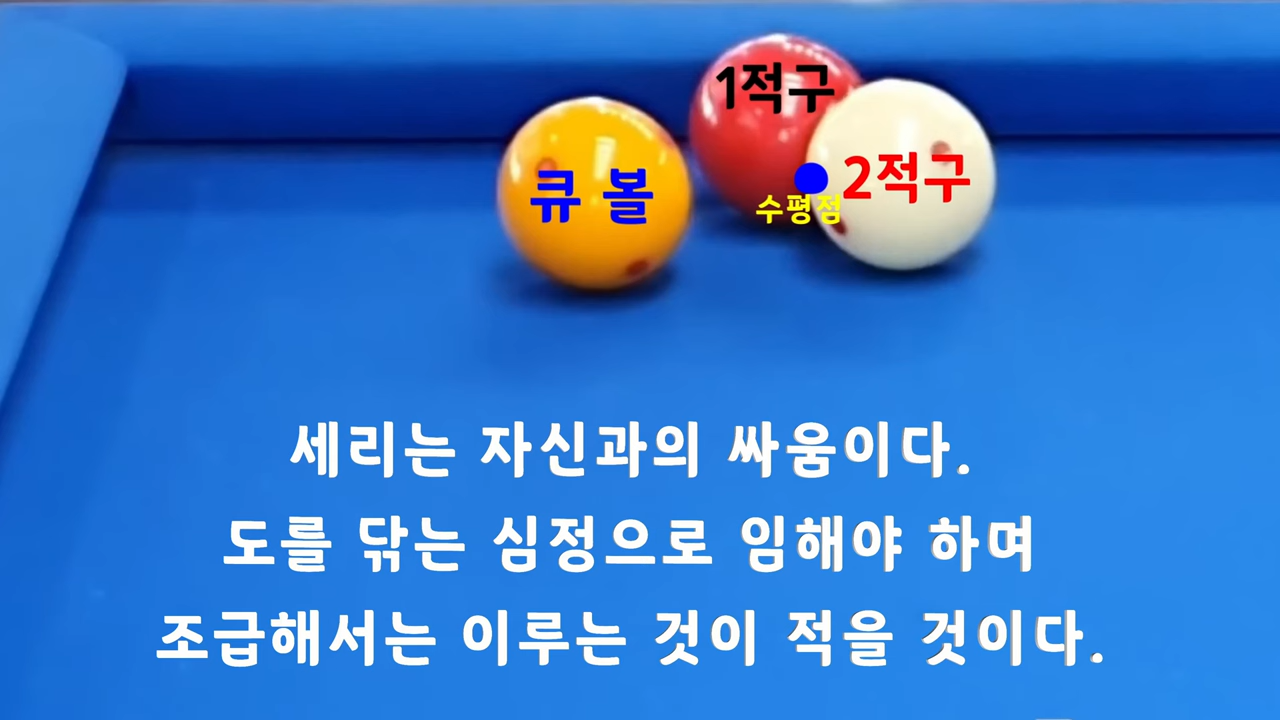 1적구
큐 볼
2적구
수평점
세리는 자신과의 싸움이다.
도를 닦는 심정으로 임해야 하며
조급해서는 이루는 것이 적을 것이다.